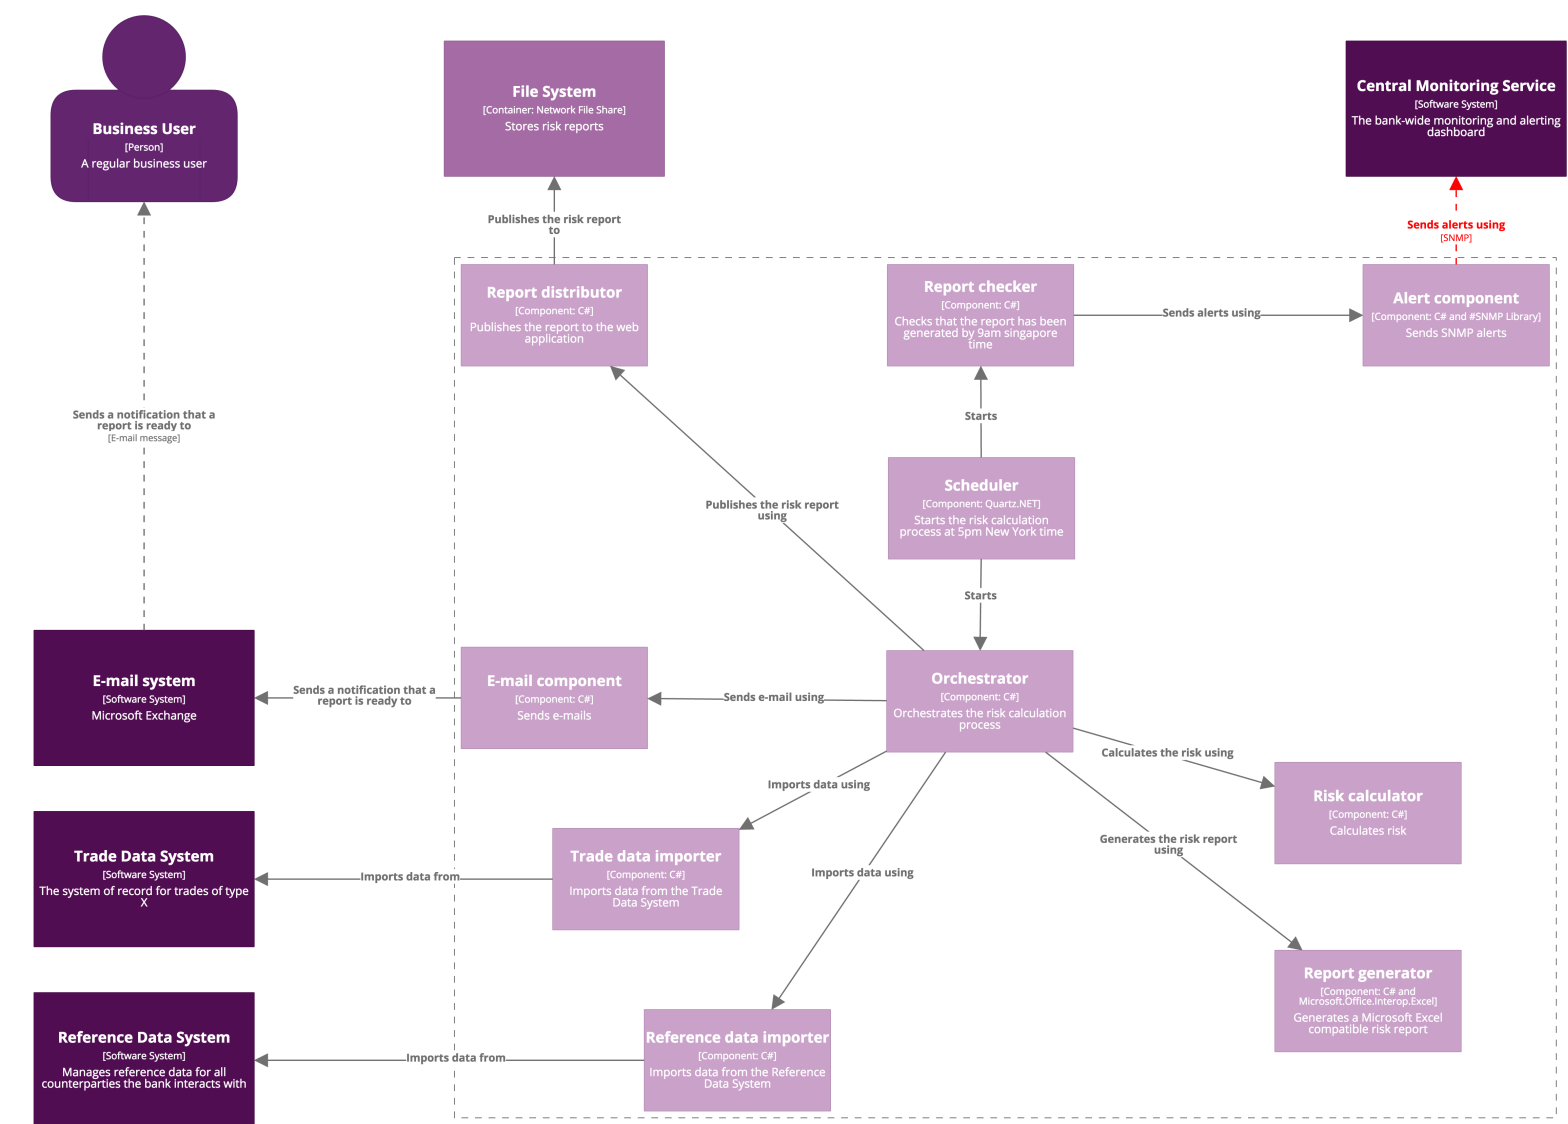 Business User
[Person]
A regular business user
File System
[Container: Network File Share]
Stores risk reports
Central Monitoring Service
[Software System]
The bank-wide monitoring and alerting
dashboard
Publishes the risk report
to
Sends alerts using
[SNMP]
Report distributor
[Component: C#]
Publishes the report to the web
application
Report checker
[Component: C#]
Checks that the report has been
generated by 9am singapore
time
Sends alerts using
Alert component
[Component: C# and #SNMP Library]
Sends SNMP alerts
Sends a notification that a
report is ready to
[E-mail message]
Starts
Scheduler
[Component: Quartz.NET]
Starts the risk calculation
process at 5pm New York time
Publishes the risk report
using
Starts
E-mail system
[Software System]
Microsoft Exchange
Sends a notification that a
report is ready to
E-mail component
[Component: C#]
Sends e-mails
Sends e-mail using
Orchestrator
[Component: C#]
Orchestrates the risk calculation
process
Calculates the risk using
Imports data using
Risk calculator
[Component: C#]
Calculates risk
Generates the risk report
using
Trade Data System
[Software System]
The system of record for trades of type
X
Imports data from
Trade data importer
[Component: C#]
Imports data from the Trade
Data System
Imports data using
Report generator
[Component: C# and
Microsoft.Office.Interop.Excel]
Generates a Microsoft Excel
compatible risk report
Reference Data System
[Software System]
Manages reference data for all
counterparties the bank interacts with
Imports data from
Reference data importer
[Component: C#]
Imports data from the Reference
Data System